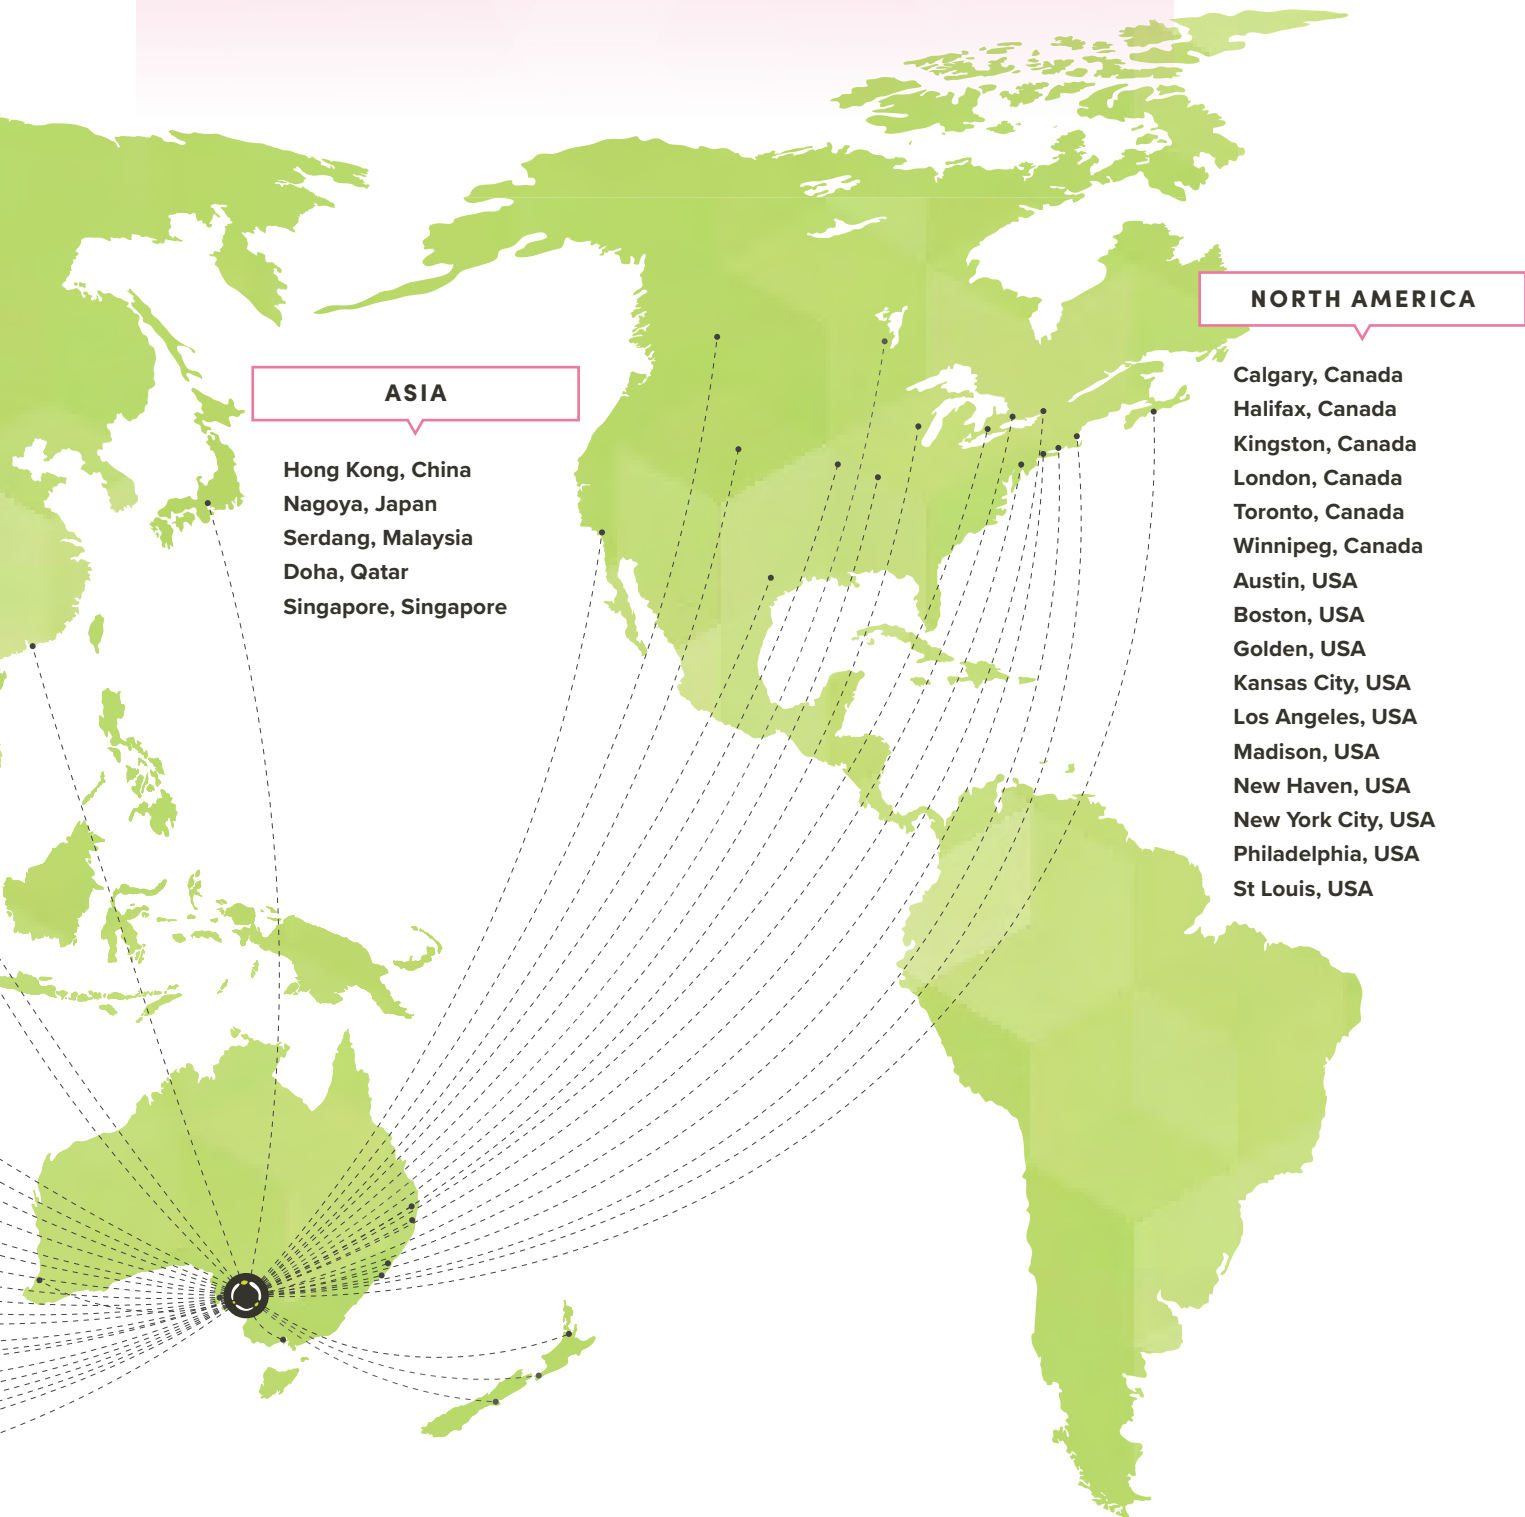 NORTH AMERICA
Calgary, Canada
Halifax, Canada
Kingston, Canada
London, Canada
Toronto, Canada
Winnipeg, Canada
Austin, USA
Boston, USA
Golden, USA
Kansas City, USA
Los Angeles, USA
Madison, USA
New Haven, USA
New York City, USA
Philadelphia, USA
St Louis, USA
ASIA
Hong Kong, China
Nagoya, Japan
Serdang, Malaysia
Doha, Qatar
Singapore, Singapore